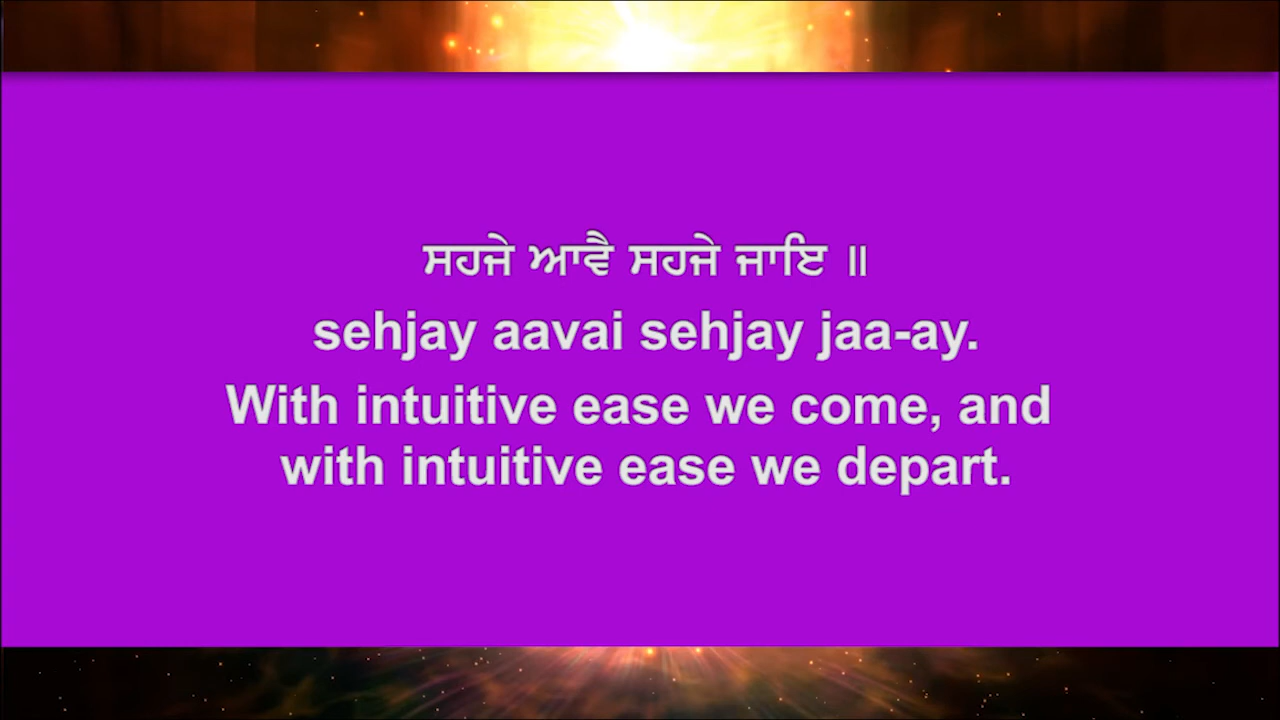 ਸਹਜੇ ਆਵੈ ਸਹਜੇ ਜਾਇ ॥
sehjay aavai sehjay jaa-ay.
With intuitive ease we come, and
with intuitive ease we depart.